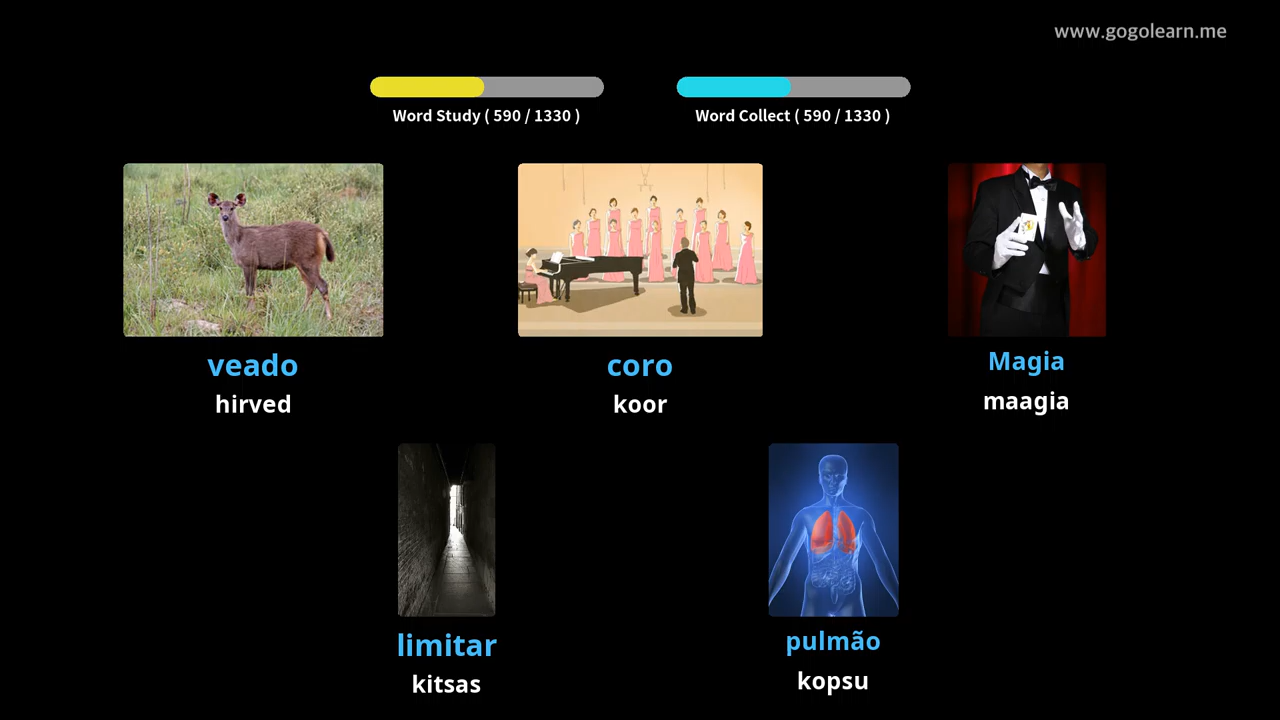 www.gogolearn.me
Word Study ( 590 / 1330 )
Word Collect ( 590 / 1330 )
veado
hirved
coro
koor
Magia
maagia
limitar
kitsas
pulmão
kopsu